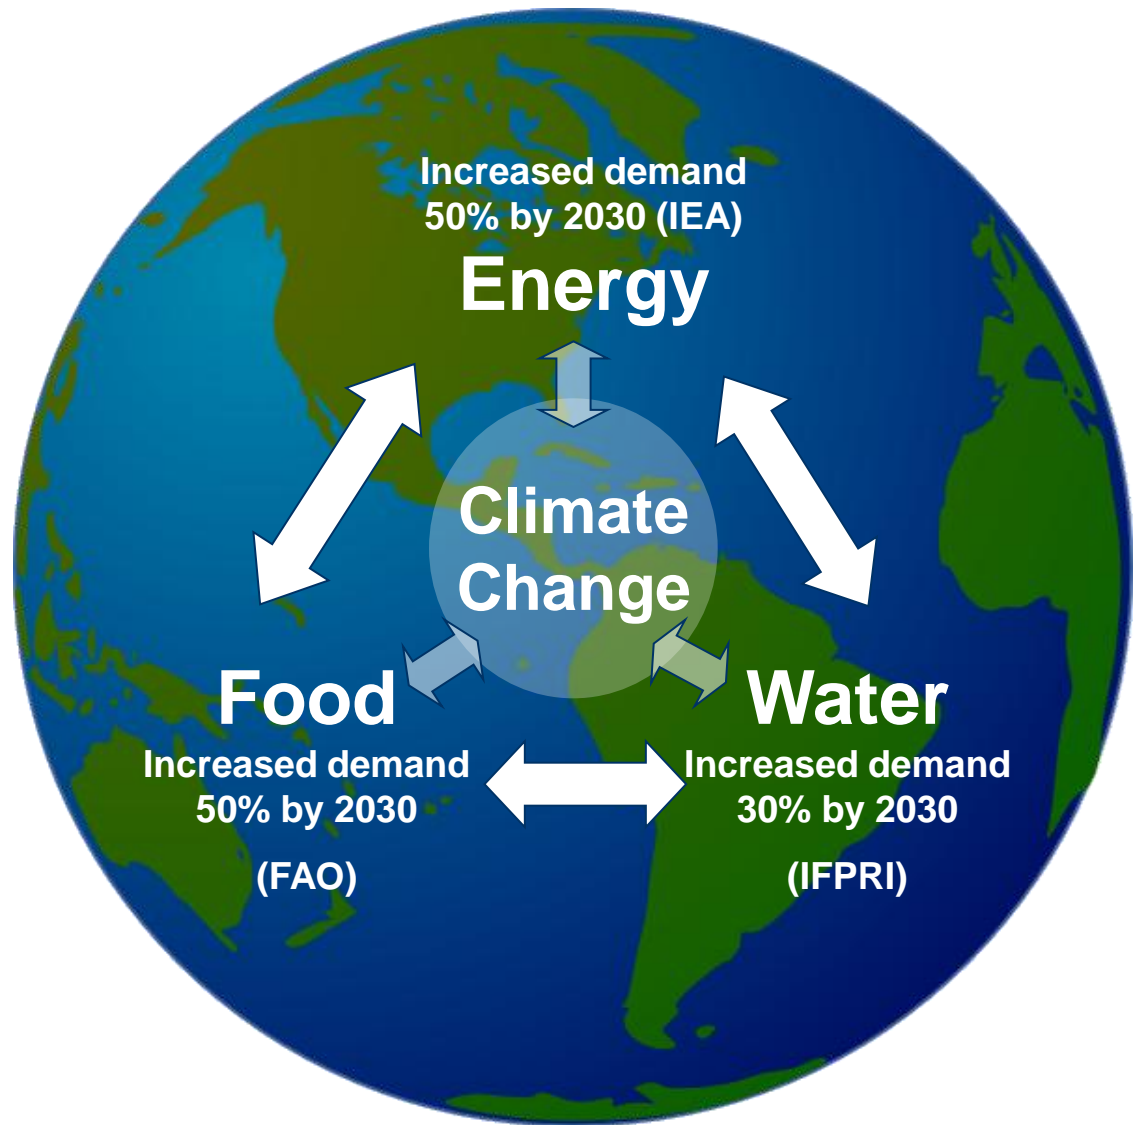 Increased demand
50% by 2030 (IEA)
Energy
Climate
Change
Food
Increased demand
50% by 2030
(FAO)
Water
Increased demand
30% by 2030
(IFPRI)